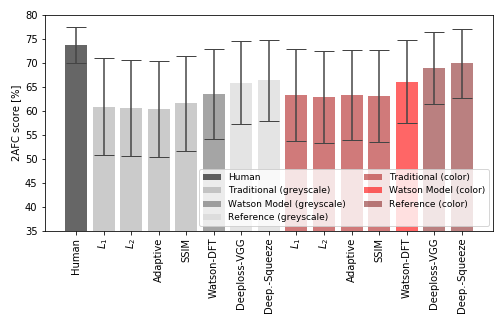 80
75
70
65
60
55
50
45
40
35
2AFC score [%]
Human
Traditional (greyscale)
Watson Model (greyscale)
Reference (greyscale)
Traditional (color)
Watson Model (color)
Reference (color)
Human
L₁
L₂
Adaptive
SSIM
Watson-DFT
Deeploss-VGG
Deep.-Squeeze
L₁
L₂
Adaptive
SSIM
Watson-DFT
Deeploss-VGG
Deep.-Squeeze